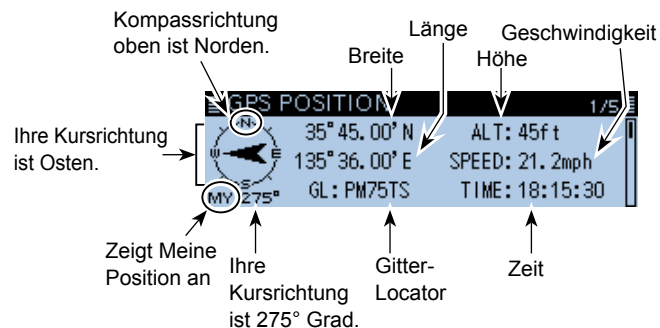 Kompassrichtung
oben ist Norden.
Breite
Länge
Höhe
Geschwindigkeit
GPS POSITION 1/5
N
35°45.00'N ALT: 45ft
Ihre Kursrichtung
ist Osten.
W E
135°36.00'E SPEED: 21.2mph
S
MY 275°
GL: PM75TS TIME: 18:15:30
Zeigt Meine
Position an
Ihre
Kursrichtung
ist 275° Grad.
Gitter-
Locator
Zeit